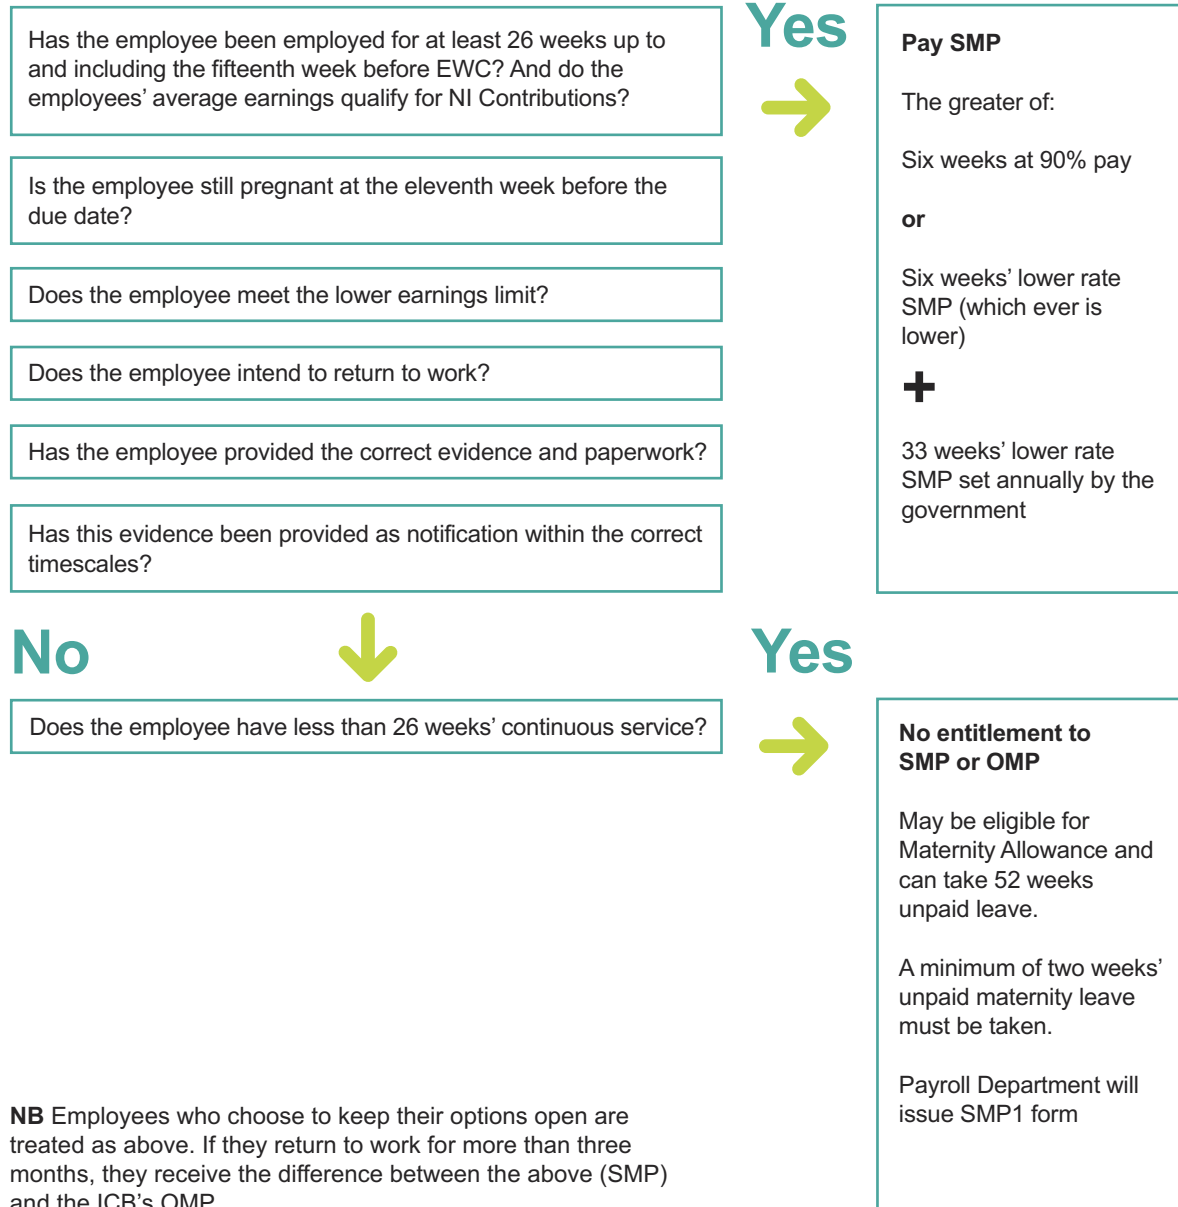 Has the employee been employed for at least 26 weeks up to
and including the fifteenth week before EWC? And do the
employees’ average earnings qualify for NI Contributions?
Is the employee still pregnant at the eleventh week before the
due date?
Does the employee meet the lower earnings limit?
Does the employee intend to return to work?
Has the employee provided the correct evidence and paperwork?
Has this evidence been provided as notification within the correct
timescales?
Yes
Pay SMP
The greater of:
Six weeks at 90% pay
or
Six weeks’ lower rate
SMP (which ever is
lower)
+
33 weeks’ lower rate
SMP set annually by the
government
No
Does the employee have less than 26 weeks’ continuous service?
Yes
No entitlement to
SMP or OMP
May be eligible for
Maternity Allowance and
can take 52 weeks
unpaid leave.
A minimum of two weeks’
unpaid maternity leave
must be taken.
Payroll Department will
issue SMP1 form
NB Employees who choose to keep their options open are
treated as above. If they return to work for more than three
months, they receive the difference between the above (SMP)
and the ICB’s OMP